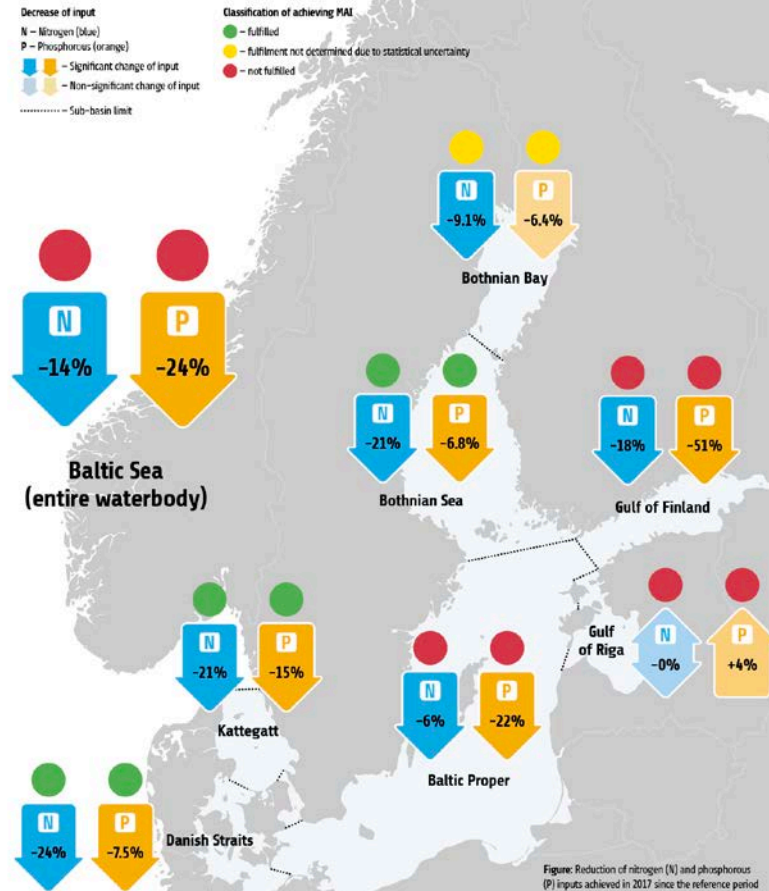 Decrease of input
N – Nitrogen (blue)
P – Phosphorous (orange)
– Significant change of input
– Non-significant change of input
– Sub-basin limit
Classification of achieving MAI
– fulfilled
– fulfilment not determined due to statistical uncertainty
– not fulfilled
N
P
-9.1%
-6.4%
Bothnian Bay
N
P
-14%
-24%
Baltic Sea
(entire waterbody)
N
P
-21%
-6.8%
Bothnian Sea
N
P
-18%
-51%
Gulf of Finland
N
P
-21%
-15%
Kattegatt
N
P
-6%
-22%
Baltic Proper
Gulf
of Riga
N
P
-0%
+4%
N
P
-24%
-7.5%
Danish Straits
Figure: Reduction of nitrogen (N) and phosphorous
(P) inputs achieved in 2017 since the reference period